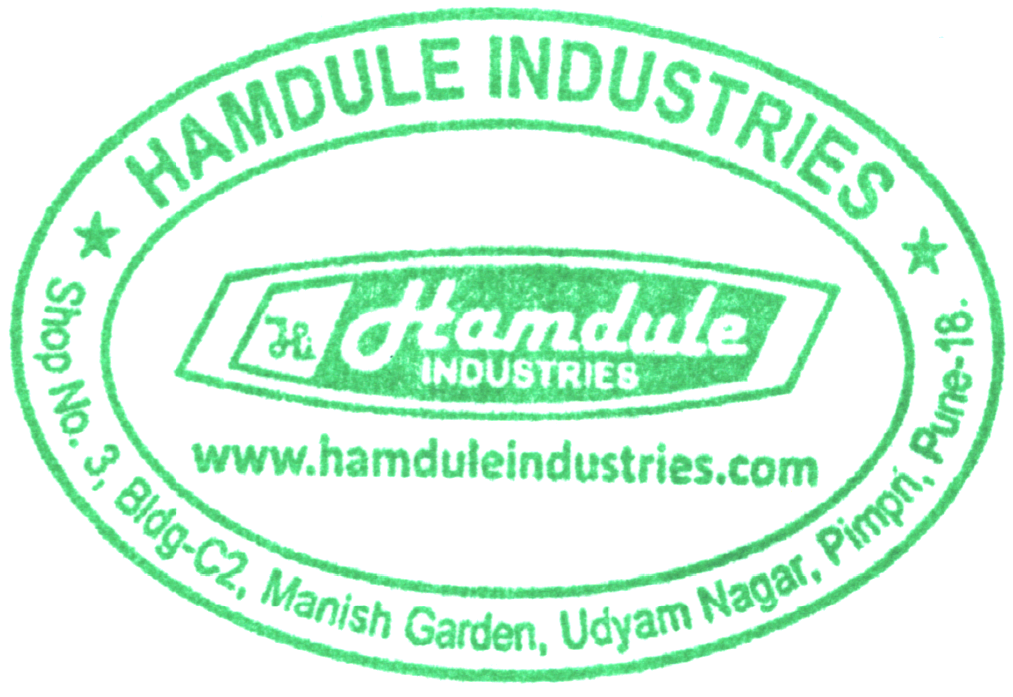 HAMDULE INDUSTRIES
H
Hamdule
INDUSTRIES
www.hamduleindustries.com
Shop No. 3, Bldg-C2, Manish Garden, Udyam Nagar, Pimpri, Pune-18.